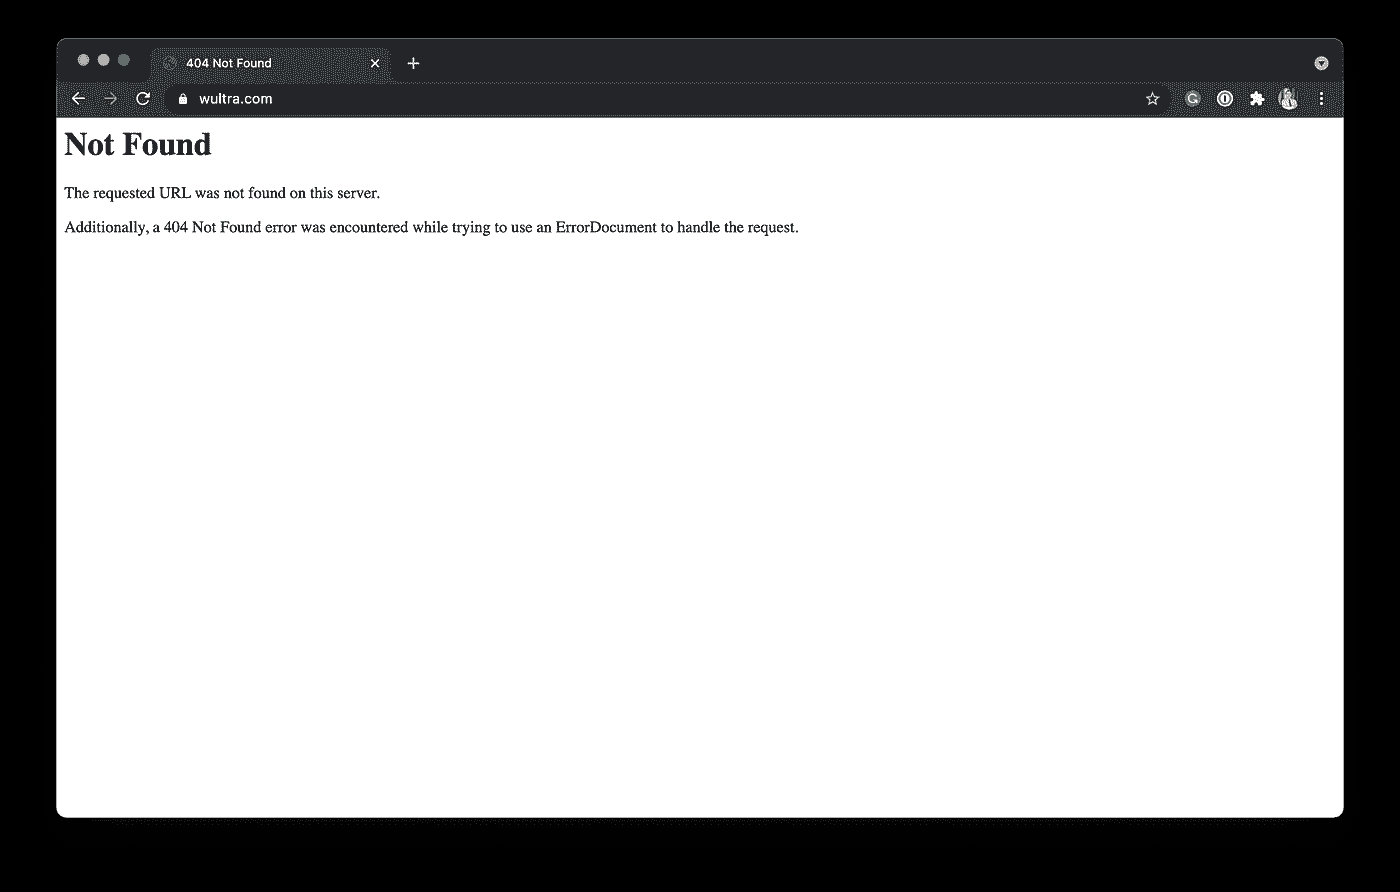 404 Not Found
wultra.com
Not Found
The requested URL was not found on this server.
Additionally, a 404 Not Found error was encountered while trying to use an ErrorDocument to handle the request.